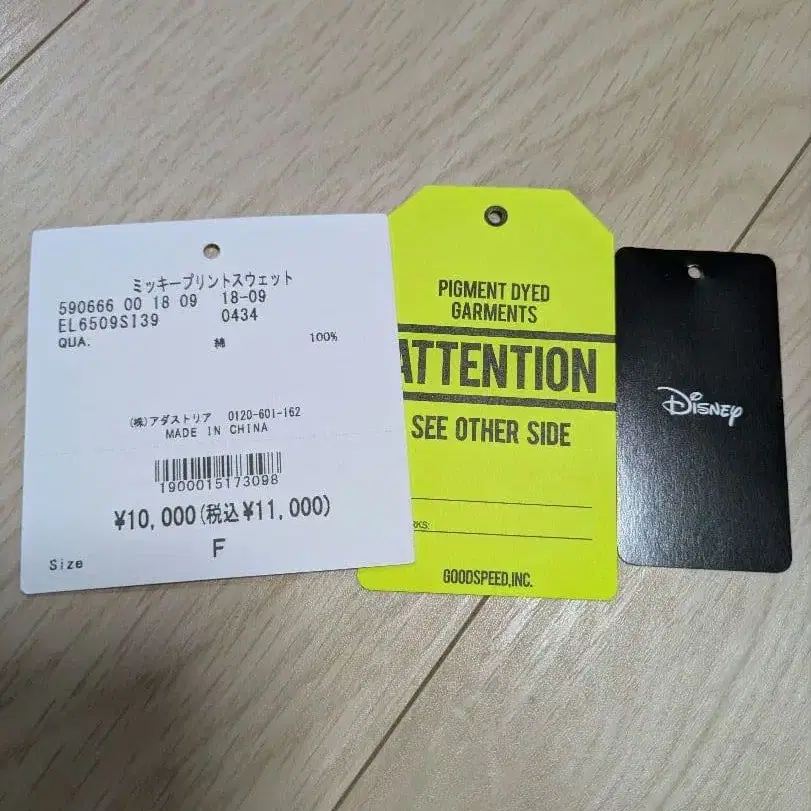 ミッキープリントスウェット
590666 00 18 09 18-09
EL6509S139 0434
QUA. 綿 100%
(株)アダストリア 0120-601-162
MADE IN CHINA
1900015173098
¥10,000(税込¥11,000)
Size F
PIGMENT DYED
GARMENTS
ATTENTION
SEE OTHER SIDE
GOODSPEED,INC.
Disney